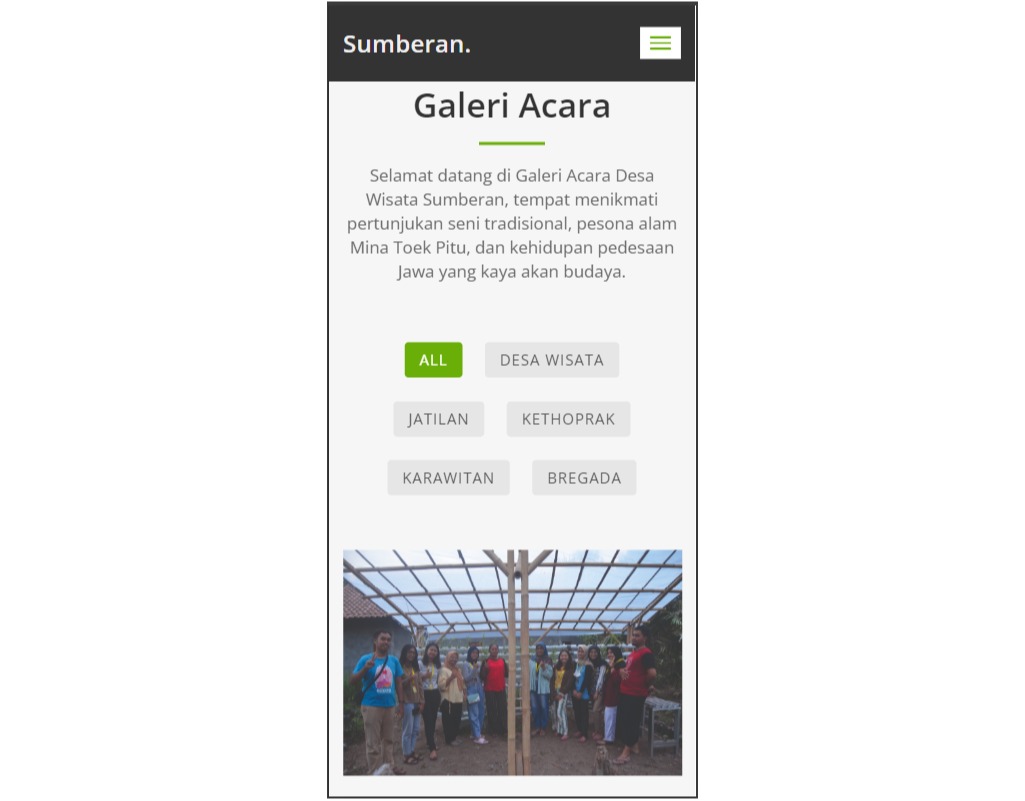 Sumberan.
Galeri Acara
Selamat datang di Galeri Acara Desa
Wisata Sumberan, tempat menikmati
pertunjukan seni tradisional, pesona alam
Mina Toek Pitu, dan kehidupan pedesaan
Jawa yang kaya akan budaya.
ALL
DESA WISATA
JATILAN
KETHOPRAK
KARAWITAN
BREGADA